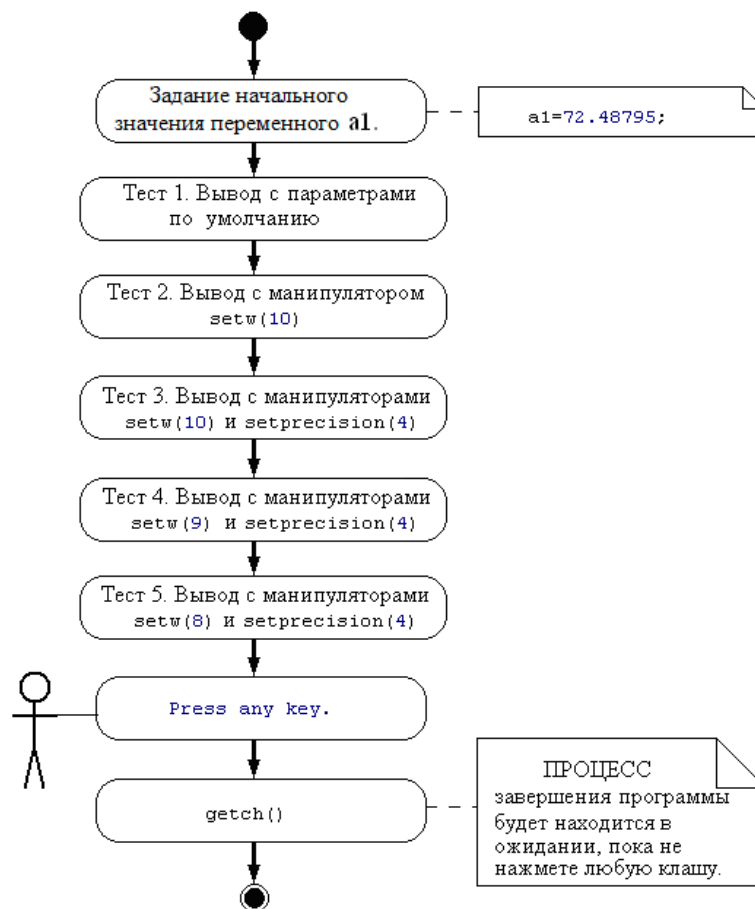 Задание начального
значения переменного a1.
a1=72.48795;
Тест 1. Вывод с параметрами
по умолчанию
Тест 2. Вывод с манипулятором
setw(10)
Тест 3. Вывод с манипуляторами
setw(10) и setprecision(4)
Тест 4. Вывод с манипуляторами
setw(9) и setprecision(4)
Тест 5. Вывод с манипуляторами
setw(8) и setprecision(4)
Press any key.
getch()
ПРОЦЕСС
завершения программы
будет находится в
ожидании, пока не
нажмете любую клашу.